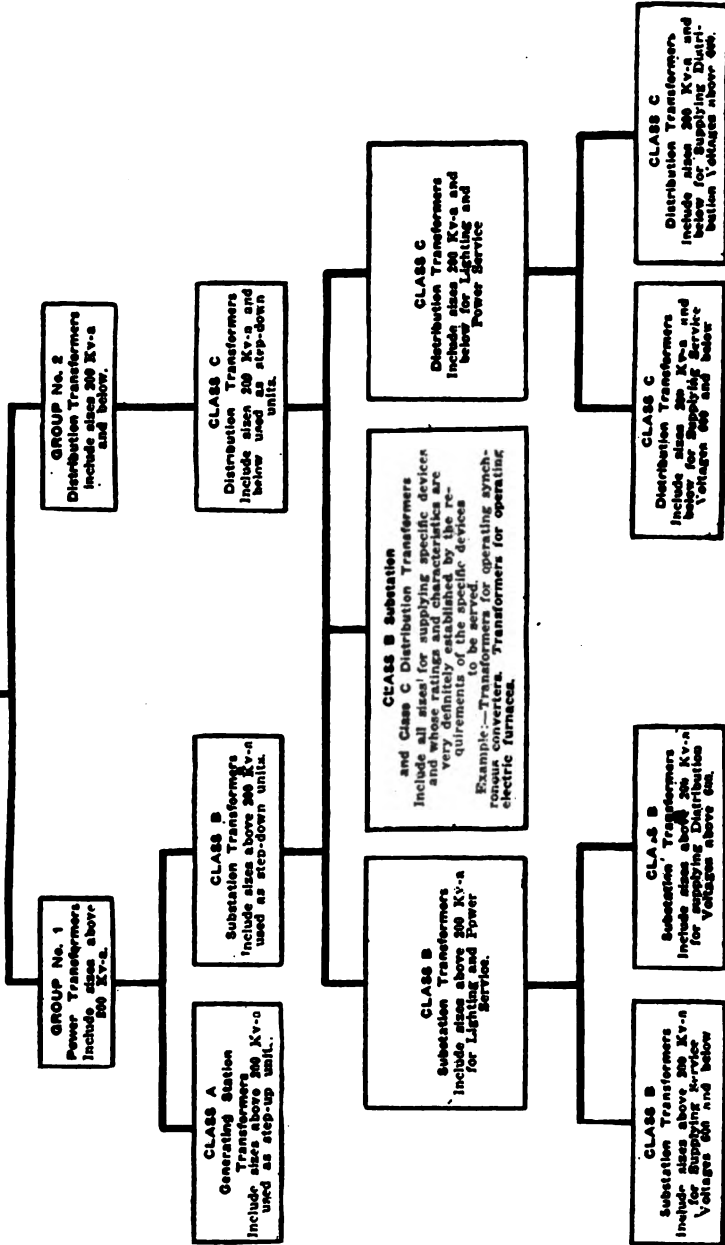 GROUP No. 1
Power Transformers
Include sizes above
200 Kv-a.
GROUP No. 2
Distribution Transformers
include sizes 200 Kv-a
and below.
CLASS A
Generating Station
Transformers
Include sizes above 200 Kv-a
used as step-up units.
CLASS B
Substation Transformers
Include sizes above 200 Kv-a
used as step-down units.
CLASS C
Distribution Transformers
Include sizes 200 Kv-a and
below used as step-down
units.
CLASS B
Substation Transformers
Include sizes above 200 Kv-a
for Lighting and Power
Service.
CLASS B Substation
and Class C Distribution Transformers
Include all sizes for supplying specific devices
and whose ratings and characteristics are
very definitely established by the re-
quirements of the specific devices
to be served.
Example:—Transformers for operating synch-
ronous converters. Transformers for operating
electric furnaces.
CLASS C
Distribution Transformers
Include sizes 200 Kv-a and
below for Lighting and
Power Service
CLASS B
Substation Transformers
Include sizes above 200 Kv-a
for Supplying Service
Voltages 600 and below
CLASS B
Substation Transformers
Include sizes above 200 Kv-a
for supplying Distribution
Voltages above 600.
CLASS C
Distribution Transformers
Include sizes 200 Kv-a and
below for Supplying Service
Voltages 600 and below
CLASS C
Distribution Transformers
Include sizes 200 Kv-a and
below for Supplying Distri-
bution Voltages above 600.